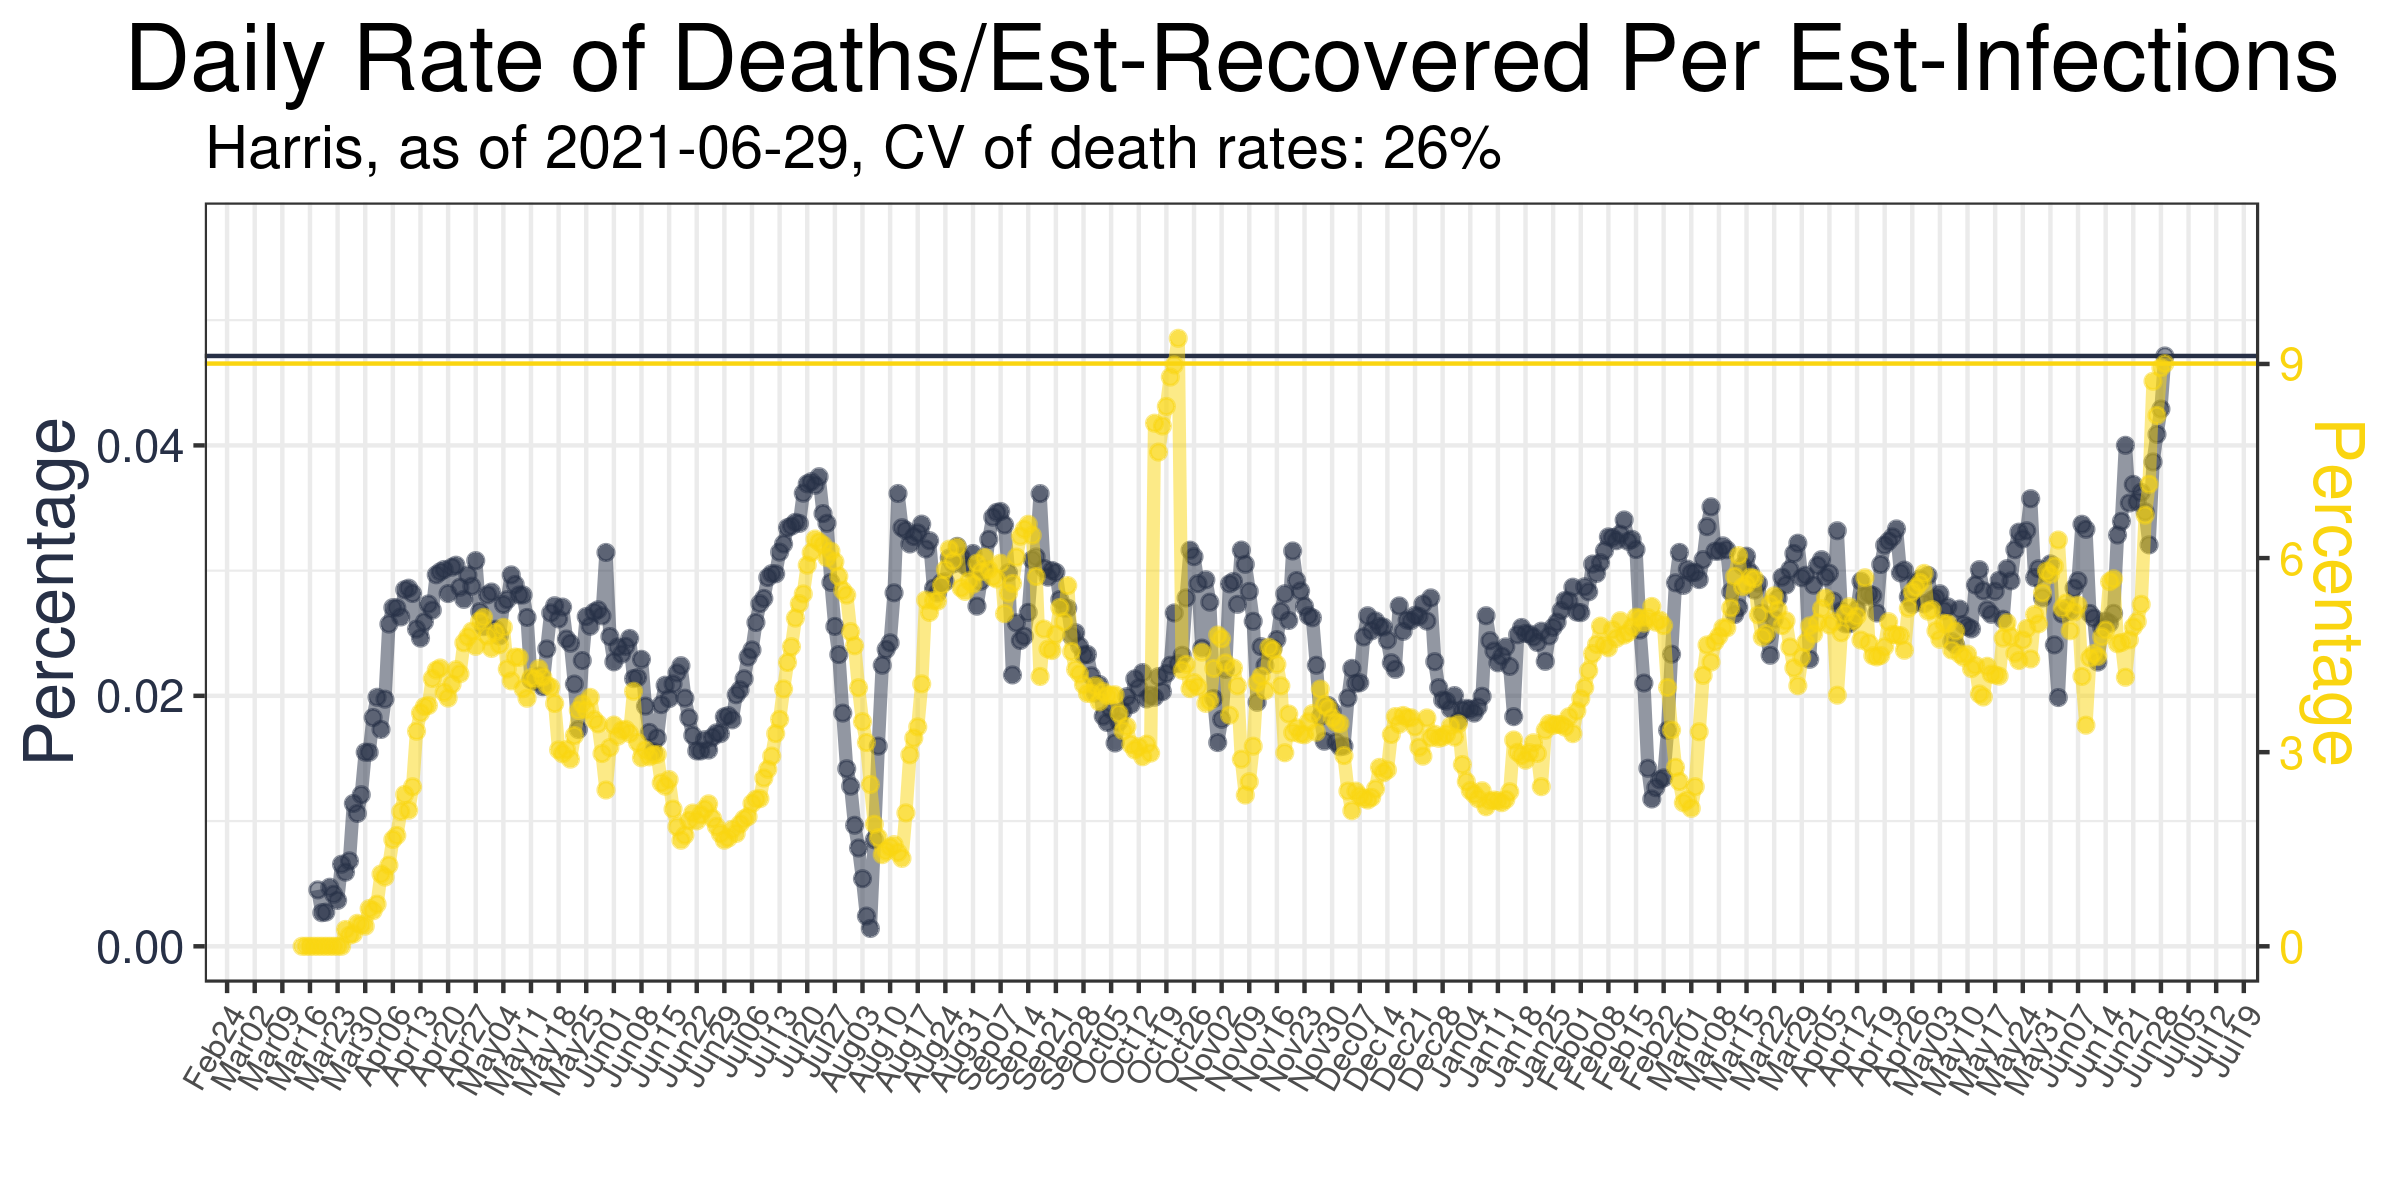 Daily Rate of Deaths/Est-Recovered Per Est-Infections
Harris, as of 2021-06-29, CV of death rates: 26%
Percentage
0.04
0.02
0.00
9
6
3
0
Percentage
Feb24
Mar02
Mar09
Mar16
Mar23
Mar30
Apr06
Apr13
Apr20
Apr27
May04
May11
May18
May25
Jun01
Jun08
Jun15
Jun22
Jun29
Jul06
Jul13
Jul20
Jul27
Aug03
Aug10
Aug17
Aug24
Aug31
Sep07
Sep14
Sep21
Sep28
Oct05
Oct12
Oct19
Oct26
Nov02
Nov09
Nov16
Nov23
Nov30
Dec07
Dec14
Dec21
Dec28
Jan04
Jan11
Jan18
Jan25
Feb01
Feb08
Feb15
Feb22
Mar01
Mar08
Mar15
Mar22
Mar29
Apr05
Apr12
Apr19
Apr26
May03
May10
May17
May24
May31
Jun07
Jun14
Jun21
Jun28
Jul05
Jul12
Jul19